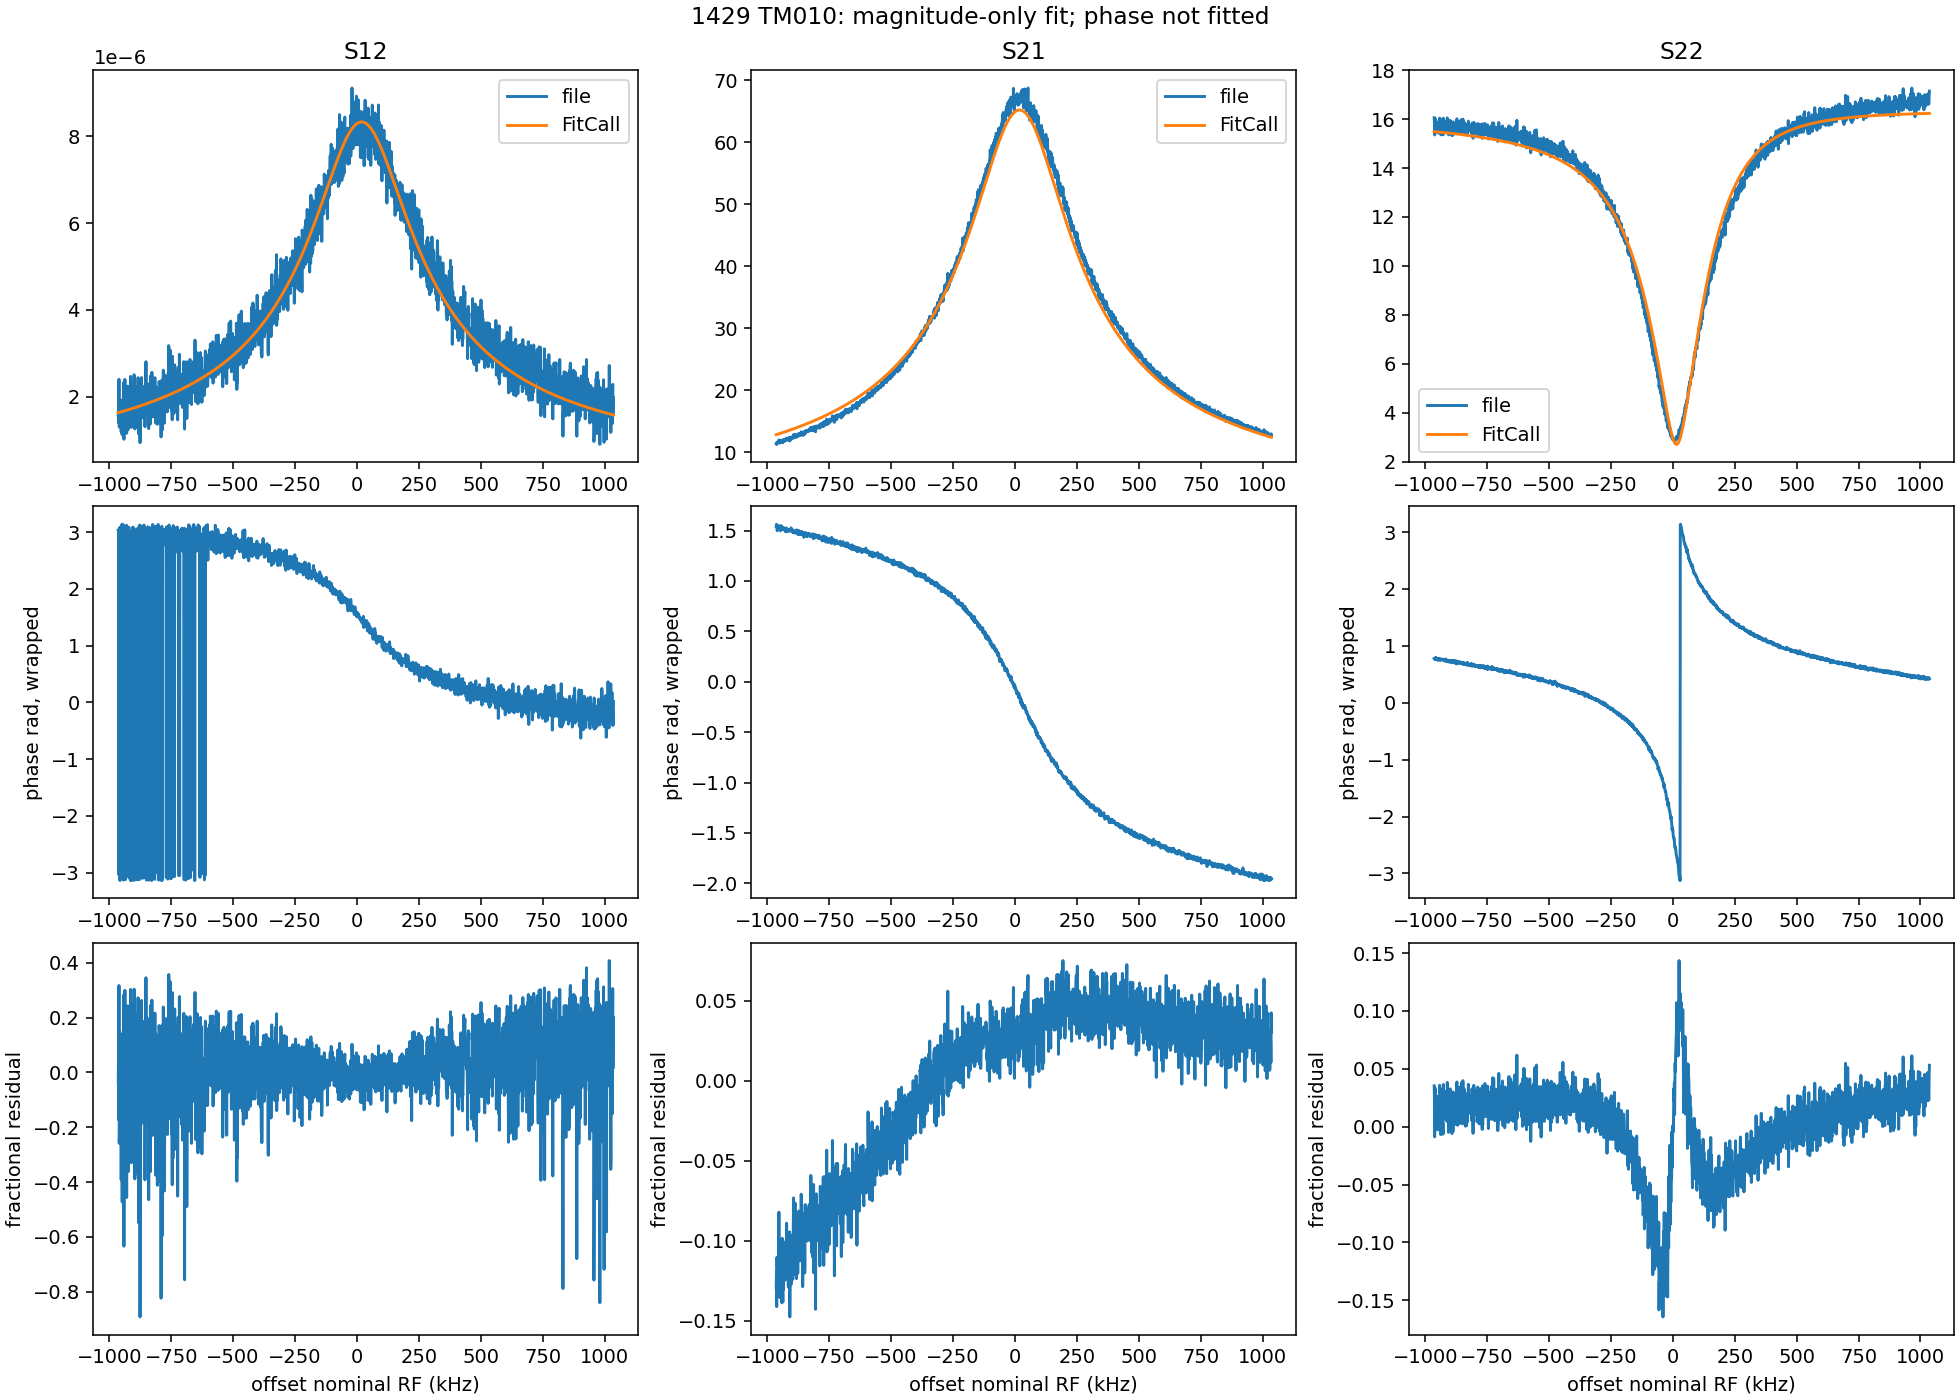 1429 TM010: magnitude-only fit; phase not fitted
S12
S21
S22
1e−6
8
6
4
2
file
FitCall
−1000 −750 −500 −250 0 250 500 750 1000
70
60
50
40
30
20
10
file
FitCall
−1000 −750 −500 −250 0 250 500 750 1000
18
16
14
12
10
8
6
4
2
file
FitCall
−1000 −750 −500 −250 0 250 500 750 1000
phase rad, wrapped
3
2
1
0
−1
−2
−3
−1000 −750 −500 −250 0 250 500 750 1000
phase rad, wrapped
1.5
1.0
0.5
0.0
−0.5
−1.0
−1.5
−2.0
−1000 −750 −500 −250 0 250 500 750 1000
phase rad, wrapped
3
2
1
0
−1
−2
−3
−1000 −750 −500 −250 0 250 500 750 1000
fractional residual
0.4
0.2
0.0
−0.2
−0.4
−0.6
−0.8
−1000 −750 −500 −250 0 250 500 750 1000
offset nominal RF (kHz)
fractional residual
0.05
0.00
−0.05
−0.10
−0.15
−1000 −750 −500 −250 0 250 500 750 1000
offset nominal RF (kHz)
fractional residual
0.15
0.10
0.05
0.00
−0.05
−0.10
−0.15
−1000 −750 −500 −250 0 250 500 750 1000
offset nominal RF (kHz)